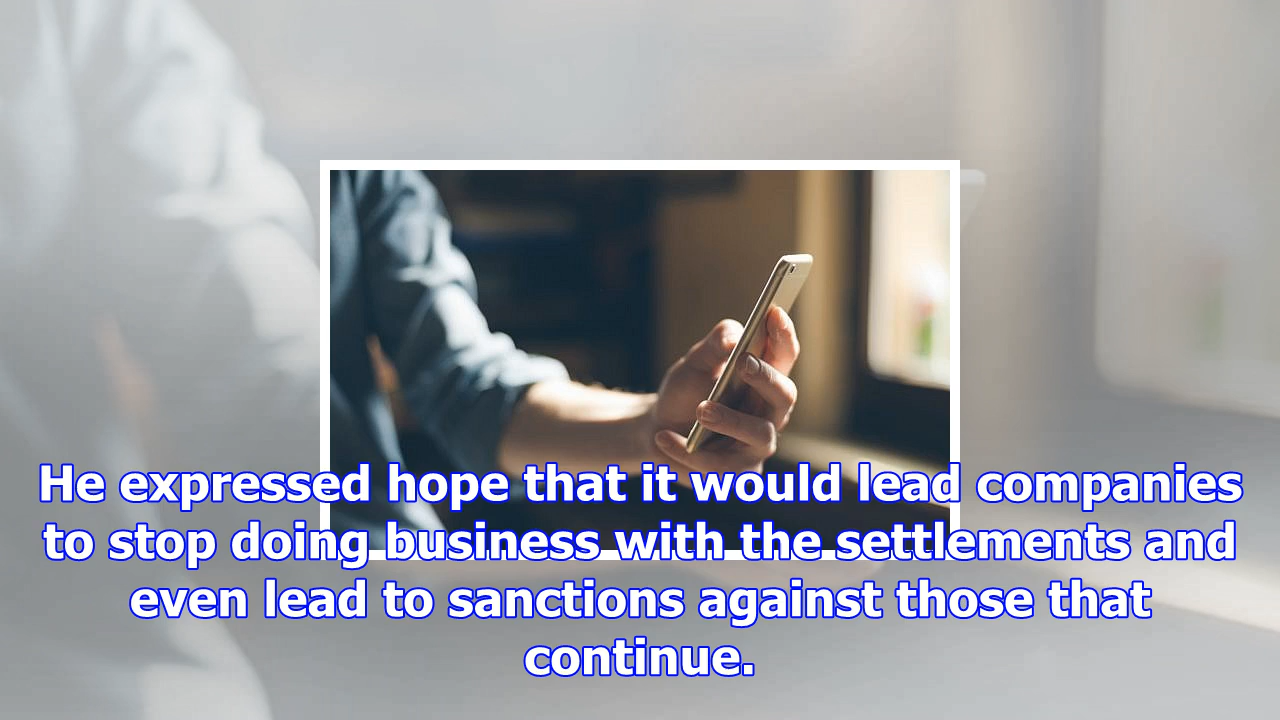 He expressed hope that it would lead companies
to stop doing business with the settlements and
even lead to sanctions against those that
continue.